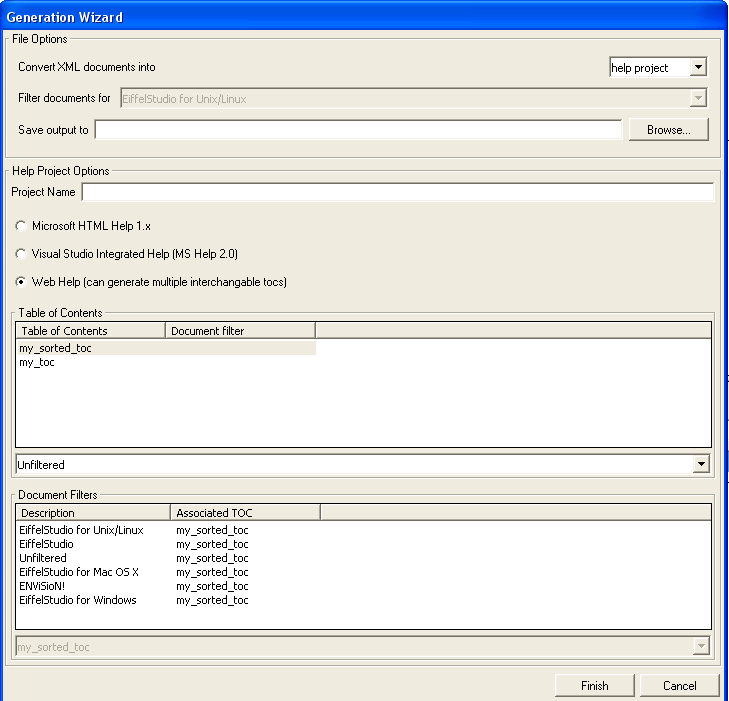 Generation Wizard
File Options
Convert XML documents into help project
Filter documents for EiffelStudio for Unix/Linux
Save output to Browse...
Help Project Options
Project Name
Microsoft HTML Help 1.x
Visual Studio Integrated Help (MS Help 2.0)
Web Help (can generate multiple interchangable tocs)
Table of Contents
Table of Contents Document filter
my_sorted_toc
my_toc
Unfiltered
Document Filters
Description Associated TOC
EiffelStudio for Unix/Linux my_sorted_toc
EiffelStudio my_sorted_toc
Unfiltered my_sorted_toc
EiffelStudio for Mac OS X my_sorted_toc
ENViSioN! my_sorted_toc
EiffelStudio for Windows my_sorted_toc
my_sorted_toc
Finish Cancel